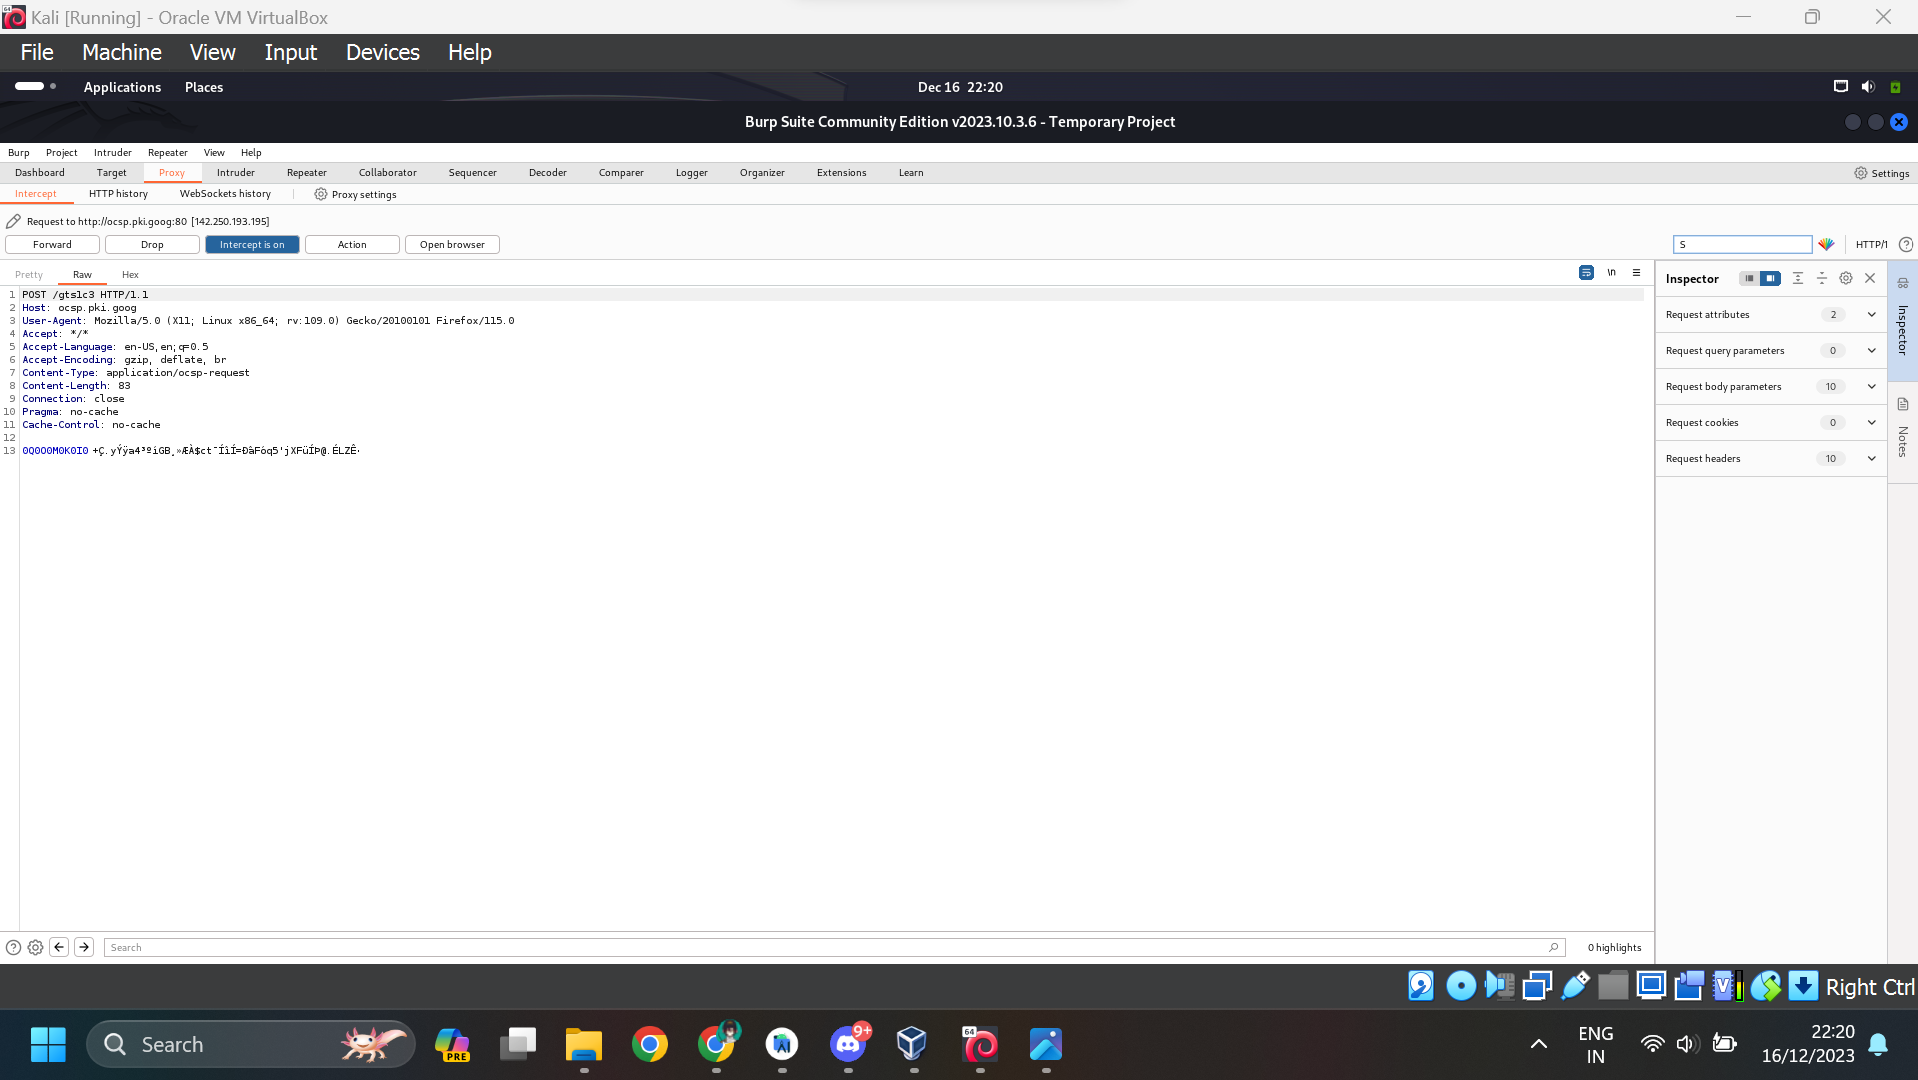 Kali [Running] - Oracle VM VirtualBox
File Machine View Input Devices Help
Applications Places Dec 16 22:20
Burp Suite Community Edition v2023.10.3.6 - Temporary Project
Burp Project Intruder Repeater View Help
Dashboard Target Proxy Intruder Repeater Collaborator Sequencer Decoder Comparer Logger Organizer Extensions Learn Settings
Intercept HTTP history WebSockets history Proxy settings
Request to http://ocsp.pki.goog:80 [142.250.193.195]
Forward Drop Intercept is on Action Open browser S HTTP/1
Pretty Raw Hex \n Inspector
1 POST /gts1c3 HTTP/1.1
2 Host: ocsp.pki.goog
3 User-Agent: Mozilla/5.0 (X11; Linux x86_64; rv:109.0) Gecko/20100101 Firefox/115.0
4 Accept: */*
5 Accept-Language: en-US,en;q=0.5
6 Accept-Encoding: gzip, deflate, br
7 Content-Type: application/ocsp-request
8 Content-Length: 83
9 Connection: close
10 Pragma: no-cache
11 Cache-Control: no-cache
12
13
Request attributes 2
Request query parameters 0
Request body parameters 10
Request cookies 0
Request headers 10
Inspector
Notes
Search 0 highlights
Right Ctrl
Search PRE 9+ 64 ENG
IN
22:20
16/12/2023